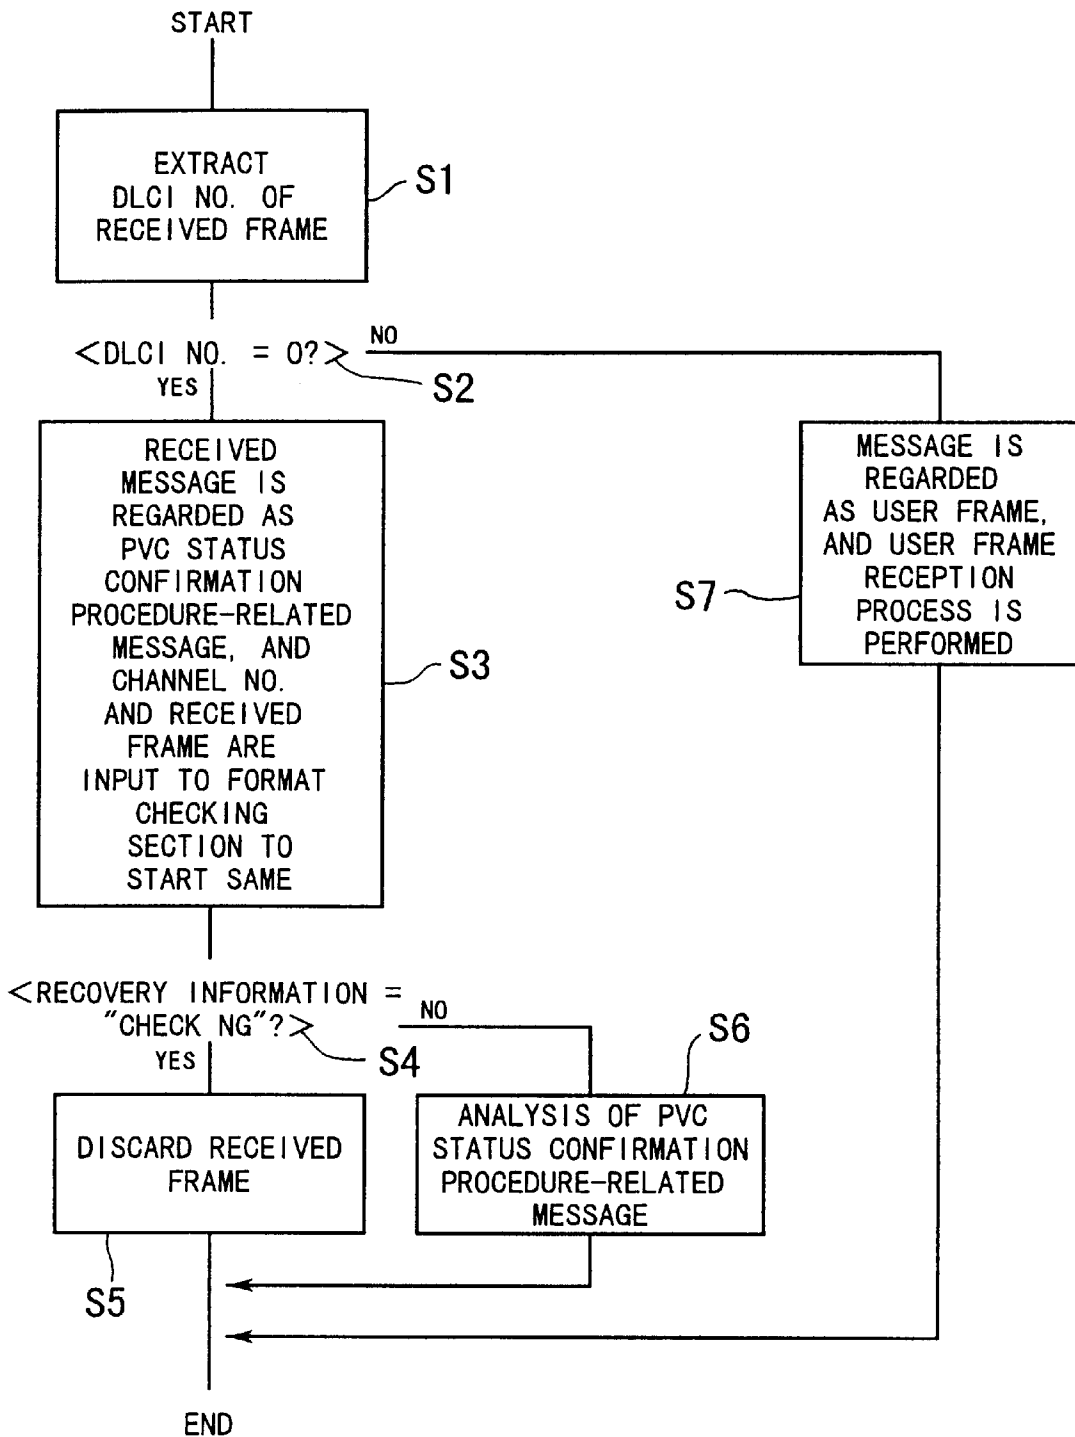 START
EXTRACT
DLCI NO. OF
RECEIVED FRAME
S1
<DLCI NO. = 0?>
NO
S2
YES
RECEIVED
MESSAGE IS
REGARDED AS
PVC STATUS
CONFIRMATION
PROCEDURE-RELATED
MESSAGE, AND
CHANNEL NO.
AND RECEIVED
FRAME ARE
INPUT TO FORMAT
CHECKING
SECTION TO
START SAME
S3
MESSAGE IS
REGARDED
AS USER FRAME,
AND USER FRAME
RECEPTION
PROCESS IS
PERFORMED
S7
<RECOVERY INFORMATION =
"CHECK NG"?>
NO
S4
YES
S6
DISCARD RECEIVED
FRAME
S5
ANALYSIS OF PVC
STATUS CONFIRMATION
PROCEDURE-RELATED
MESSAGE
END